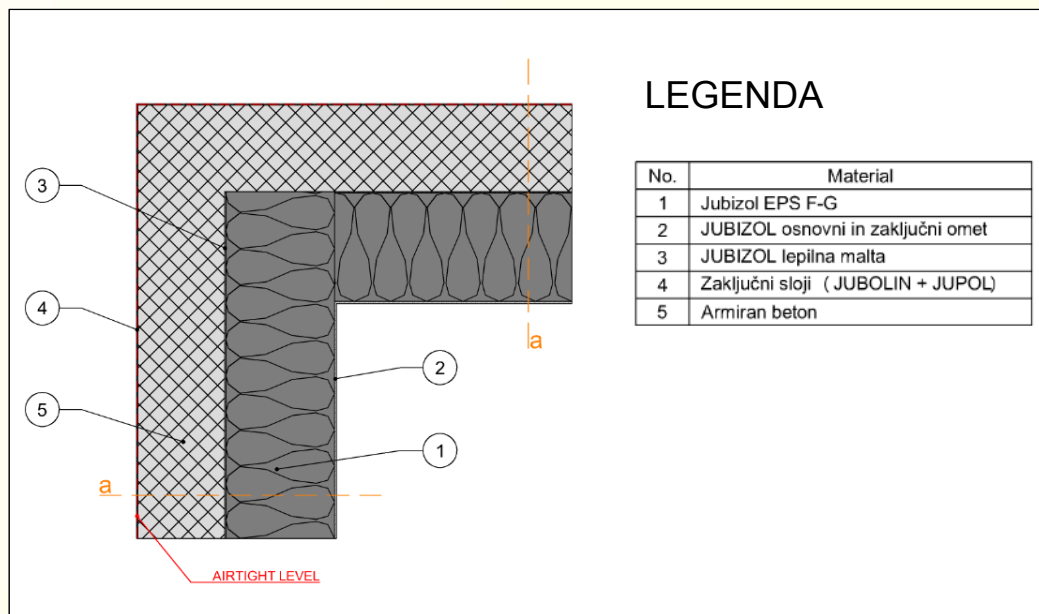 LEGENDA
No. Material
1 Jubizol EPS F-G
2 JUBIZOL osnovni in zaključni omet
3 JUBIZOL lepilna malta
4 Zaključni sloji ( JUBOLIN + JUPOL)
5 Armiran beton
3
4
a
2
5
1
a
AIRTIGHT LEVEL